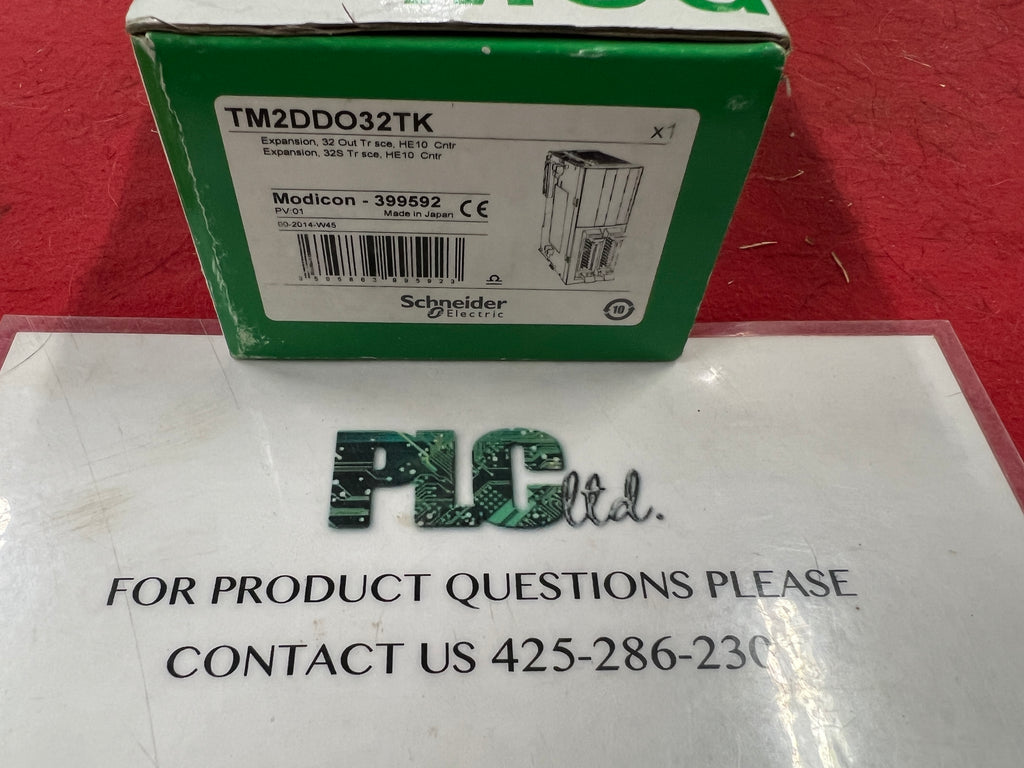 TM2DDO32TK
x1
Expansion, 32 Out Tr sce, HE10 Cntr
Expansion, 32S Tr sce, HE10 Cntr
Modicon - 399592
PV:01 Made in Japan CE
60-2014-W45
Schneider
Electric
10
PLC ltd.
FOR PRODUCT QUESTIONS PLEASE
CONTACT US 425-286-230